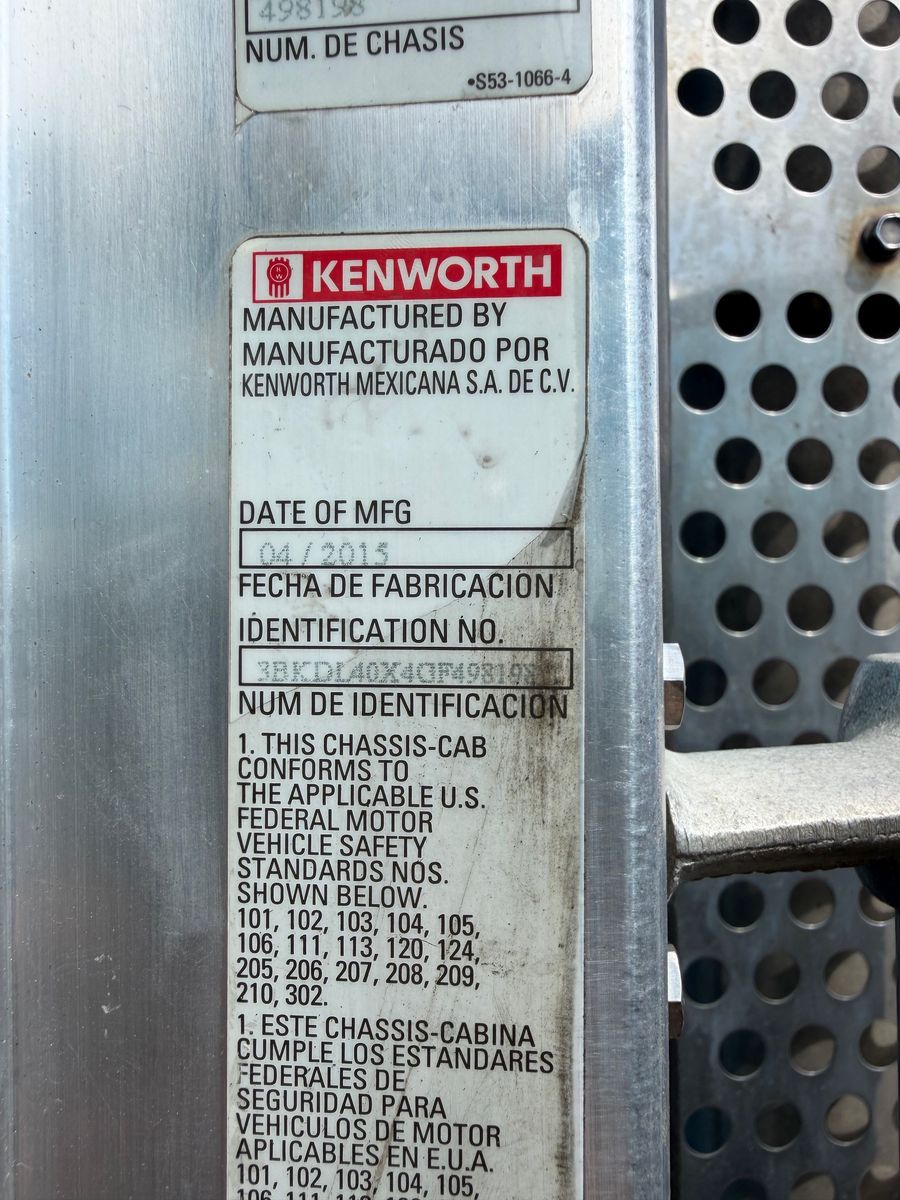 498198
NUM. DE CHASIS
•S53-1066-4
KENWORTH
MANUFACTURED BY
MANUFACTURADO POR
KENWORTH MEXICANA S.A. DE C.V.
DATE OF MFG
04 / 2015
FECHA DE FABRICACION
IDENTIFICATION NO.
3BKDL40X4GF498198
NUM DE IDENTIFICACION
1. THIS CHASSIS-CAB
CONFORMS TO
THE APPLICABLE U.S.
FEDERAL MOTOR
VEHICLE SAFETY
STANDARDS NOS.
SHOWN BELOW.
101, 102, 103, 104, 105,
106, 111, 113, 120, 124,
205, 206, 207, 208, 209,
210, 302.
1. ESTE CHASSIS-CABINA
CUMPLE LOS ESTANDARES
FEDERALES DE
SEGURIDAD PARA
VEHICULOS DE MOTOR
APLICABLES EN E.U.A.
101, 102, 103, 104, 105,